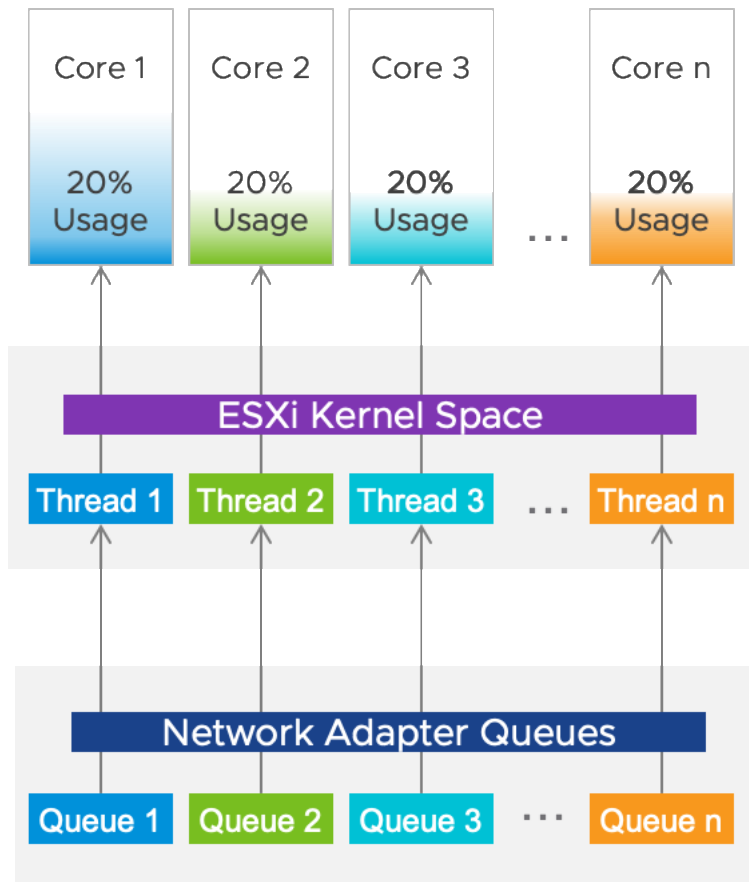 Core 1 Core 2 Core 3 Core n
20% 20% 20% 20%
Usage Usage Usage ... Usage
ESXi Kernel Space
Thread 1 Thread 2 Thread 3 ... Thread n
Network Adapter Queues
Queue 1 Queue 2 Queue 3 ... Queue n